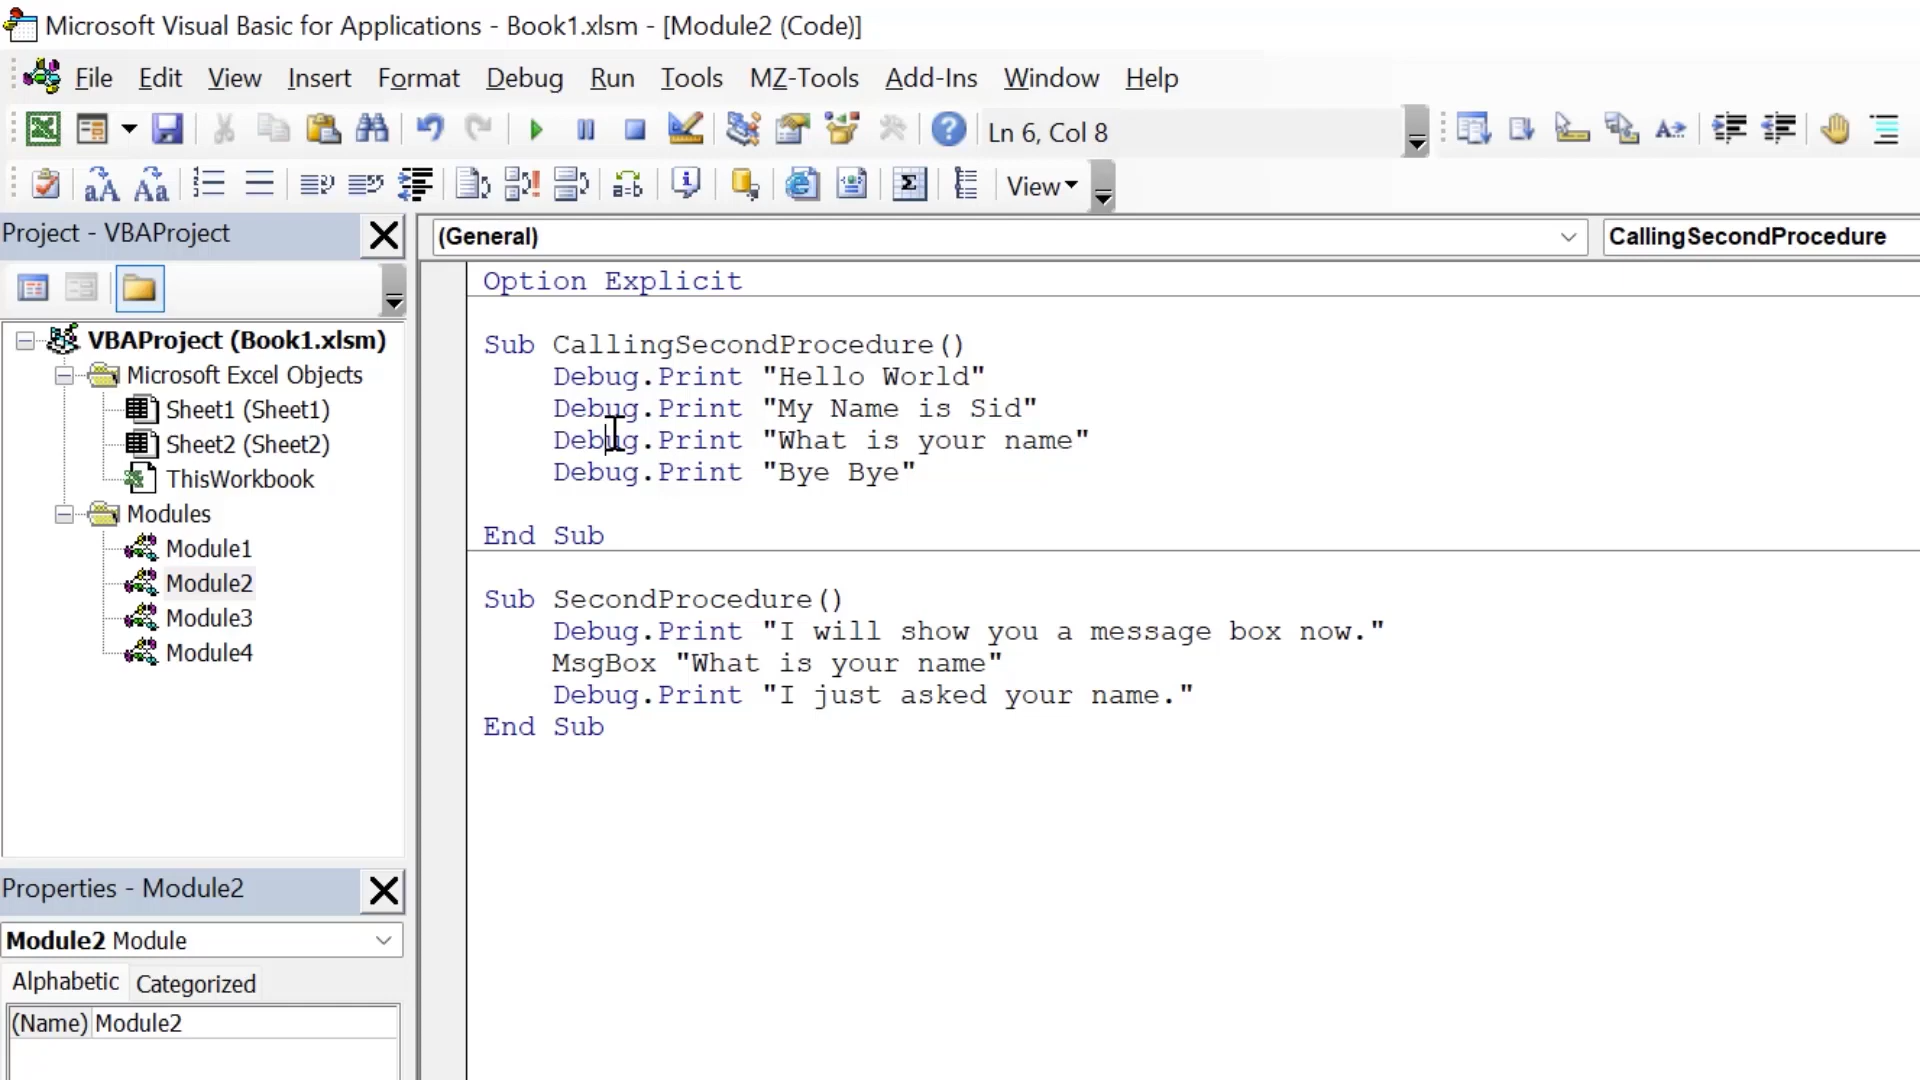 Microsoft Visual Basic for Applications - Book1.xlsm - [Module2 (Code)]
File Edit View Insert Format Debug Run Tools MZ-Tools Add-Ins Window Help
Ln 6, Col 8
View
Project - VBAProject
(General)
CallingSecondProcedure
VBAProject (Book1.xlsm)
Microsoft Excel Objects
Sheet1 (Sheet1)
Sheet2 (Sheet2)
ThisWorkbook
Modules
Module1
Module2
Module3
Module4
Option Explicit
Sub CallingSecondProcedure()
Debug.Print "Hello World"
Debug.Print "My Name is Sid"
Debug.Print "What is your name"
Debug.Print "Bye Bye"
End Sub
Sub SecondProcedure()
Debug.Print "I will show you a message box now."
MsgBox "What is your name"
Debug.Print "I just asked your name."
End Sub
Properties - Module2
Module2 Module
Alphabetic Categorized
(Name) Module2